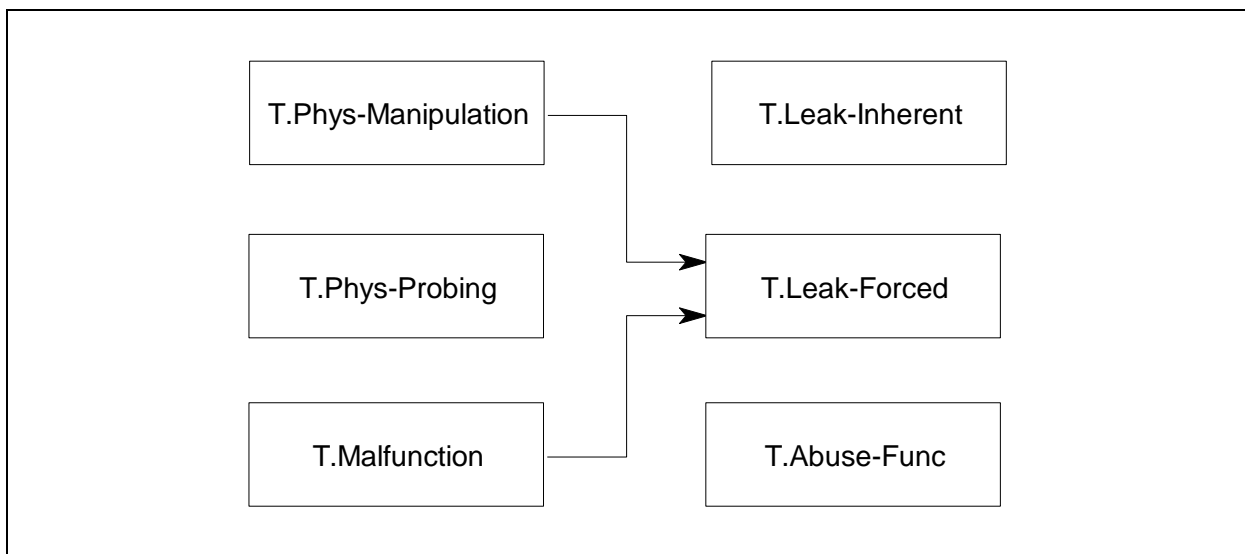 T.Phys-Manipulation
T.Leak-Inherent
T.Phys-Probing
T.Leak-Forced
T.Malfunction
T.Abuse-Func